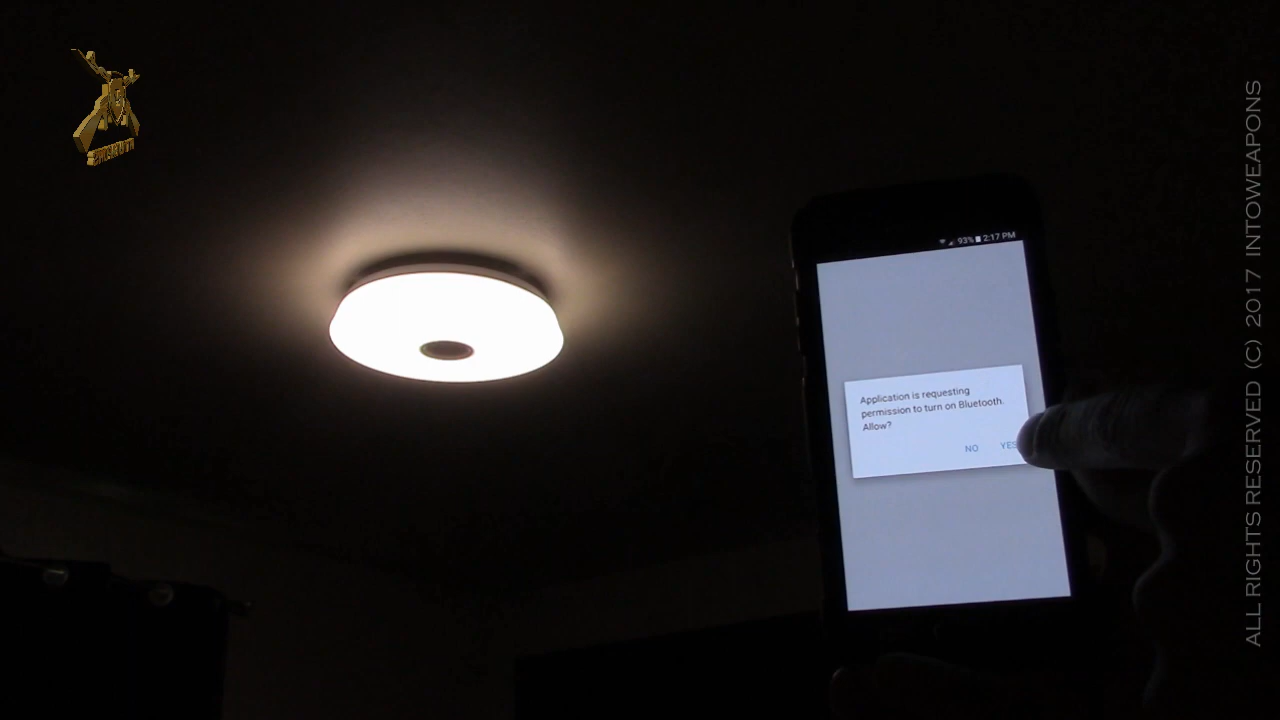 93% 2:17 PM
Application is requesting
permission to turn on Bluetooth.
Allow?
NO YES
ALL RIGHTS RESERVED (C) 2017 INTOWEAPONS